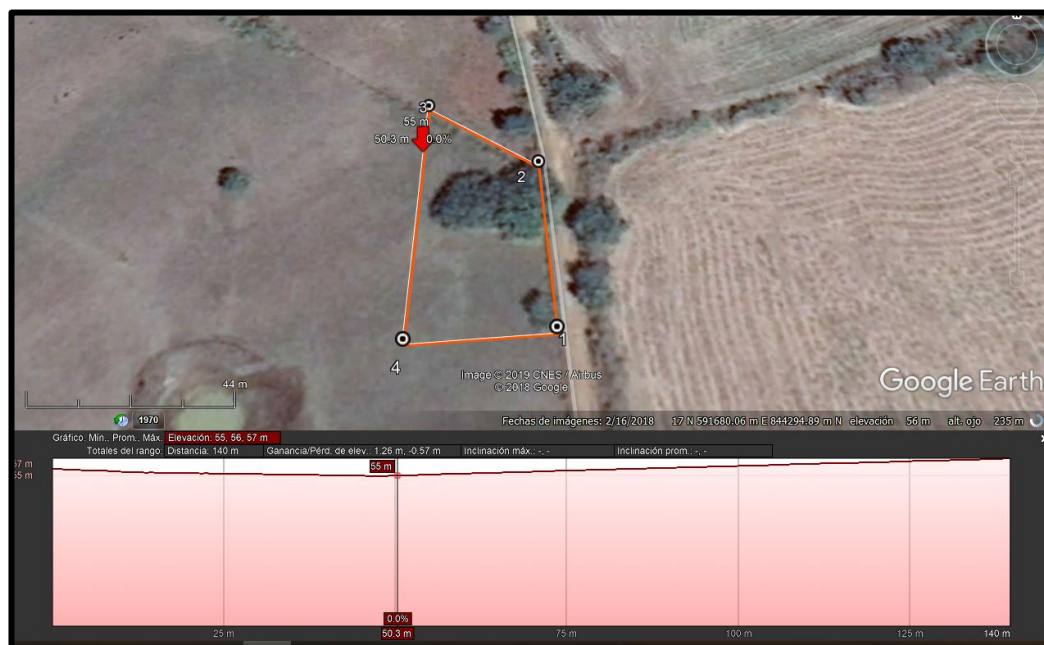 3
55 m
50.3 m 0.0%
2
1
4
Image © 2019 CNES / Airbus
© 2018 Google
Google Earth
44 m
1970
Fechas de imágenes: 2/16/2018 17 N 591680.06 m E 844294.89 m N elevación 56 m alt. ojo 235 m
Gráfico: Mín., Prom., Máx. Elevación: 55, 56, 57 m
Totales del rango: Distancia: 140 m Ganancia/Pérd. de elev.: 1.26 m, -0.57 m Inclinación máx.: -, - Inclinación prom.: -, -
57 m
55 m
55 m
0.0%
25 m 50.3 m 75 m 100 m 125 m 140 m